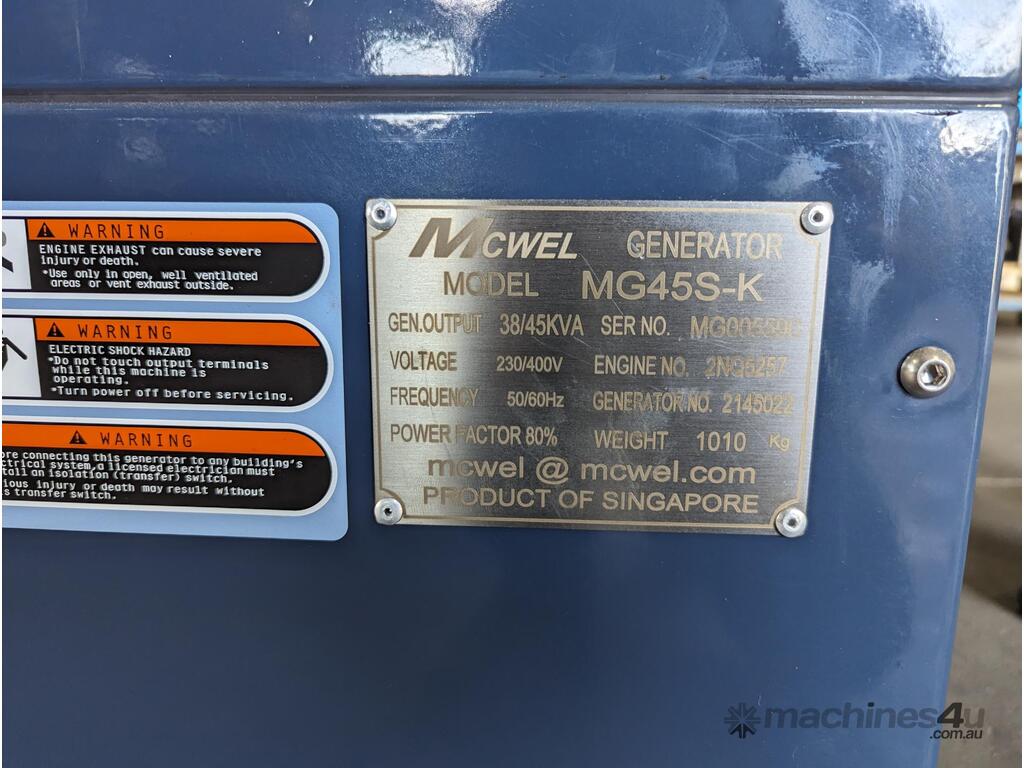 WARNING
ENGINE EXHAUST can cause severe
injury or death.
•Use only in open, well ventilated
areas or vent exhaust outside.
WARNING
ELECTRIC SHOCK HAZARD
•Do not touch output terminals
while this machine is
operating.
•Turn power off before servicing.
WARNING
connecting this generator to any building's
system, a licensed electrician must
an isolation (transfer) switch.
injury or death may result without
transfer switch.
MCWEL GENERATOR
MODEL MG45S-K
GEN.OUTPUT 38/45KVA SER NO.
VOLTAGE 230/400V ENGINE NO. 2NG5257
FREQUENCY 50/60Hz GENERATOR NO. 2145022
POWER FACTOR 80% WEIGHT 1010 Kg
mcwel @ mcwel.com
PRODUCT OF SINGAPORE
machines4u
.com.au